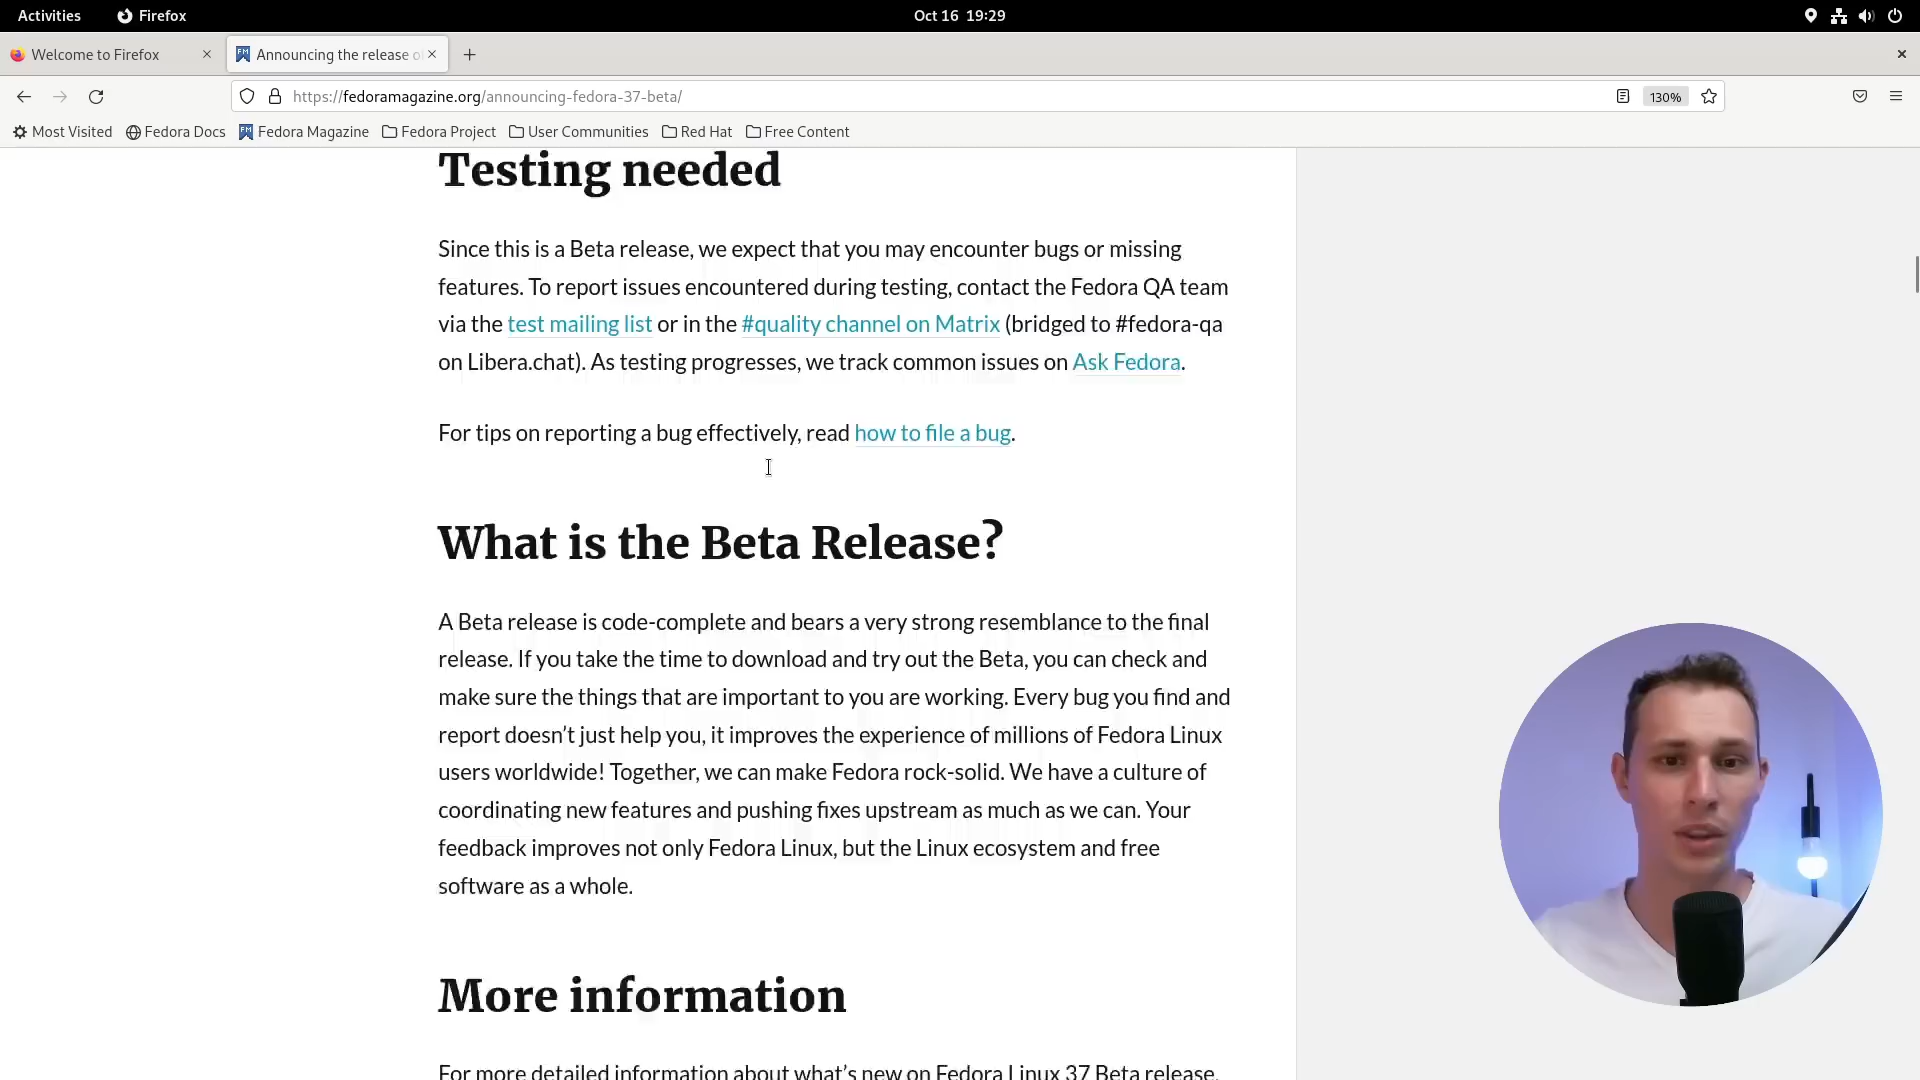 Activities
Firefox
Oct 16 19:29
Welcome to Firefox
Announcing the release o
https://fedoramagazine.org/announcing-fedora-37-beta/
130%
Most Visited
Fedora Docs
Fedora Magazine
Fedora Project
User Communities
Red Hat
Free Content
Testing needed
Since this is a Beta release, we expect that you may encounter bugs or missing
features. To report issues encountered during testing, contact the Fedora QA team
via the test mailing list or in the #quality channel on Matrix (bridged to #fedora-qa
on Libera.chat). As testing progresses, we track common issues on Ask Fedora.
For tips on reporting a bug effectively, read how to file a bug.
What is the Beta Release?
A Beta release is code-complete and bears a very strong resemblance to the final
release. If you take the time to download and try out the Beta, you can check and
make sure the things that are important to you are working. Every bug you find and
report doesn’t just help you, it improves the experience of millions of Fedora Linux
users worldwide! Together, we can make Fedora rock-solid. We have a culture of
coordinating new features and pushing fixes upstream as much as we can. Your
feedback improves not only Fedora Linux, but the Linux ecosystem and free
software as a whole.
More information
For more detailed information about what’s new on Fedora Linux 37 Beta release,